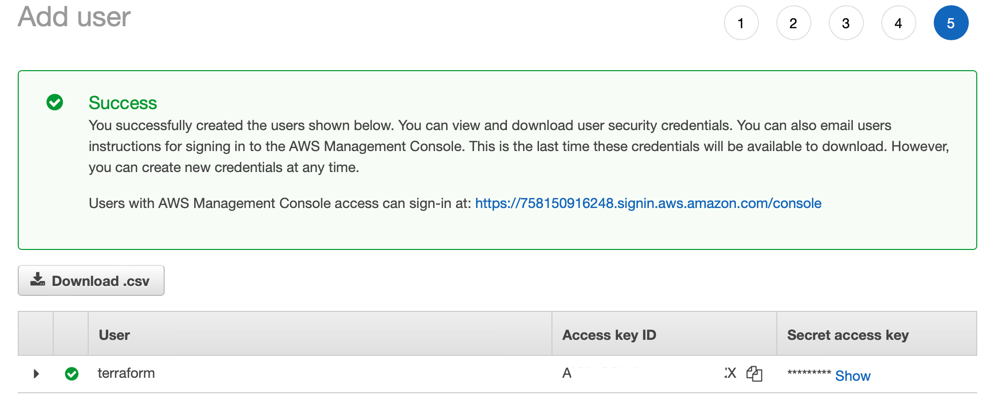 Add user
1 2 3 4 5
Success
You successfully created the users shown below. You can view and download user security credentials. You can also email users
instructions for signing in to the AWS Management Console. This is the last time these credentials will be available to download. However,
you can create new credentials at any time.
Users with AWS Management Console access can sign-in at: https://758150916248.signin.aws.amazon.com/console
Download .csv
User Access key ID Secret access key
terraform A X ********* Show